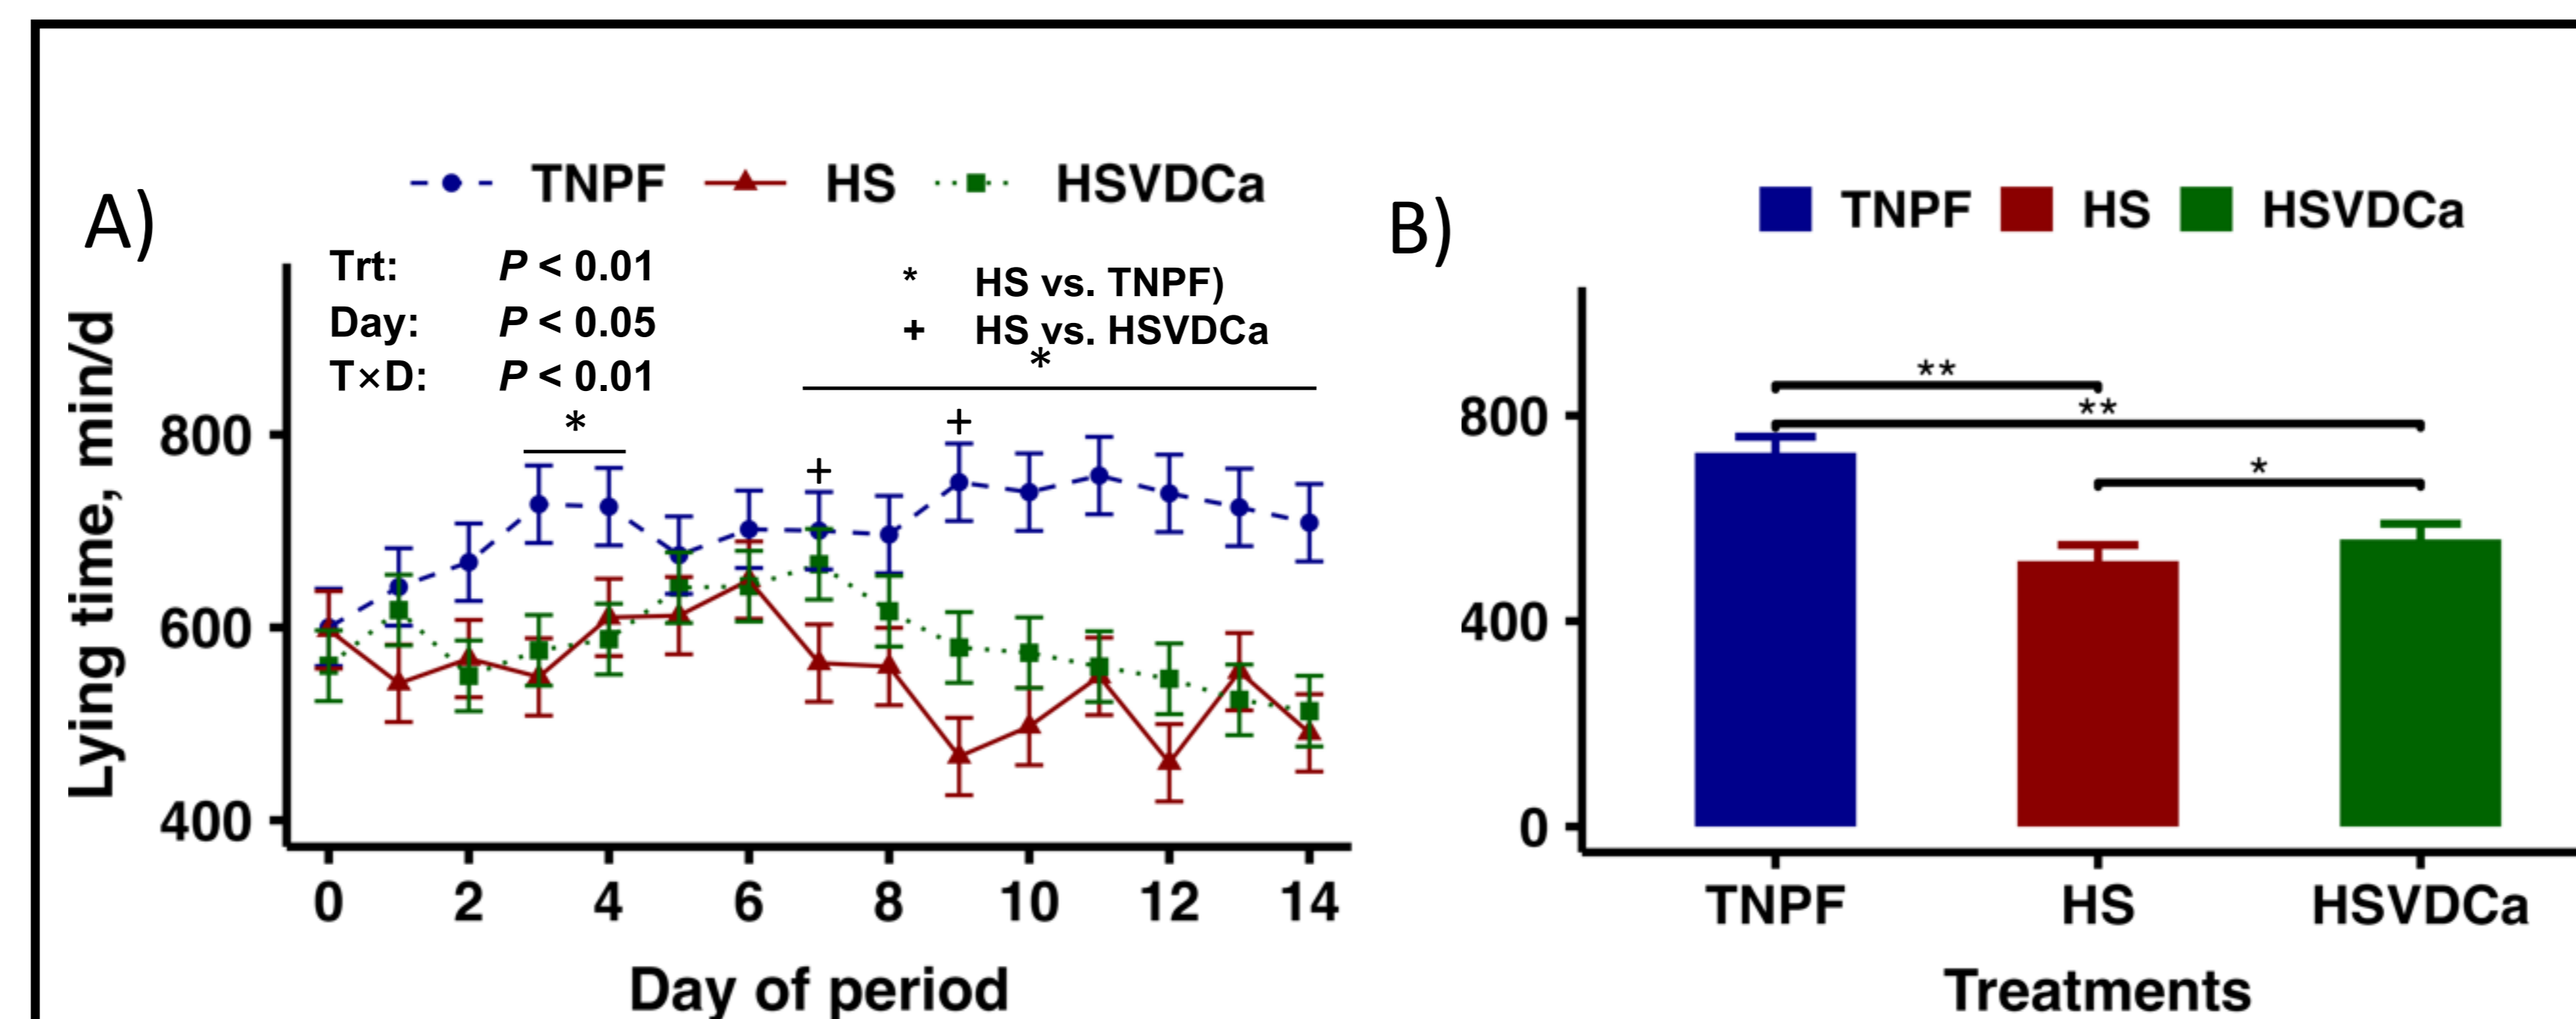 A)
TNPF HS HSVDCa
Trt: P < 0.01
Day: P < 0.05
T×D: P < 0.01
* HS vs. TNPF)
+ HS vs. HSVDCa
*
*
+
+
Lying time, min/d
800
600
400
0 2 4 6 8 10 12 14
Day of period
B)
TNPF HS HSVDCa
**
**
*
800
400
0
TNPF HS HSVDCa
Treatments